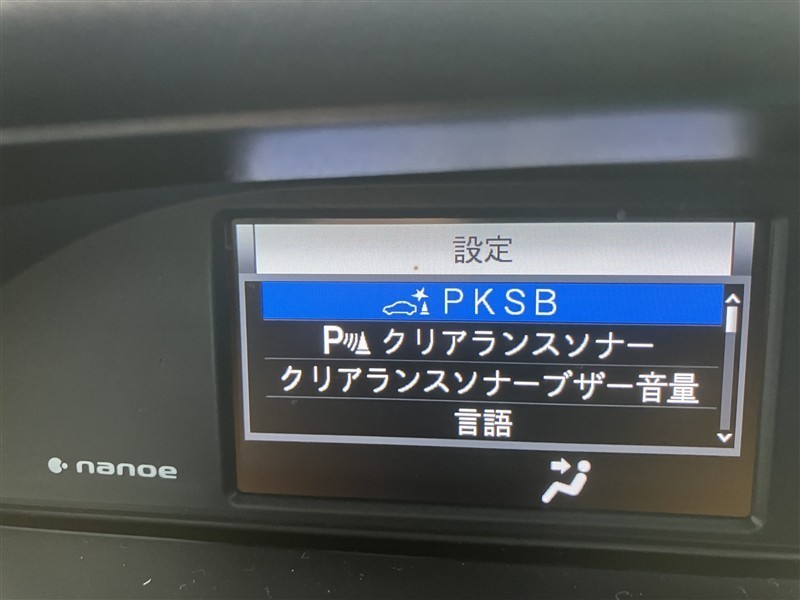 設定
PKSB
P クリアランスソナー
クリアランスソナーブザー音量
言語
nanoe